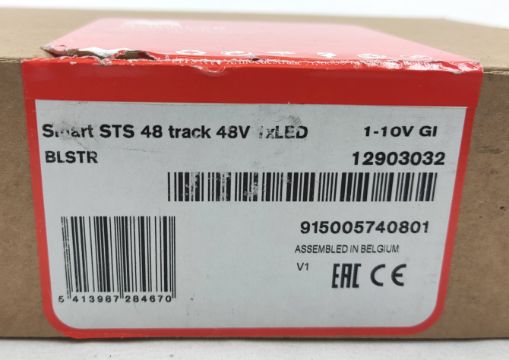 Smart STS 48 track 48V 1xLED 1-10V GI
BLSTR 12903032
915005740801
ASSEMBLED IN BELGIUM
V1 EAC CE
5 413987 284670